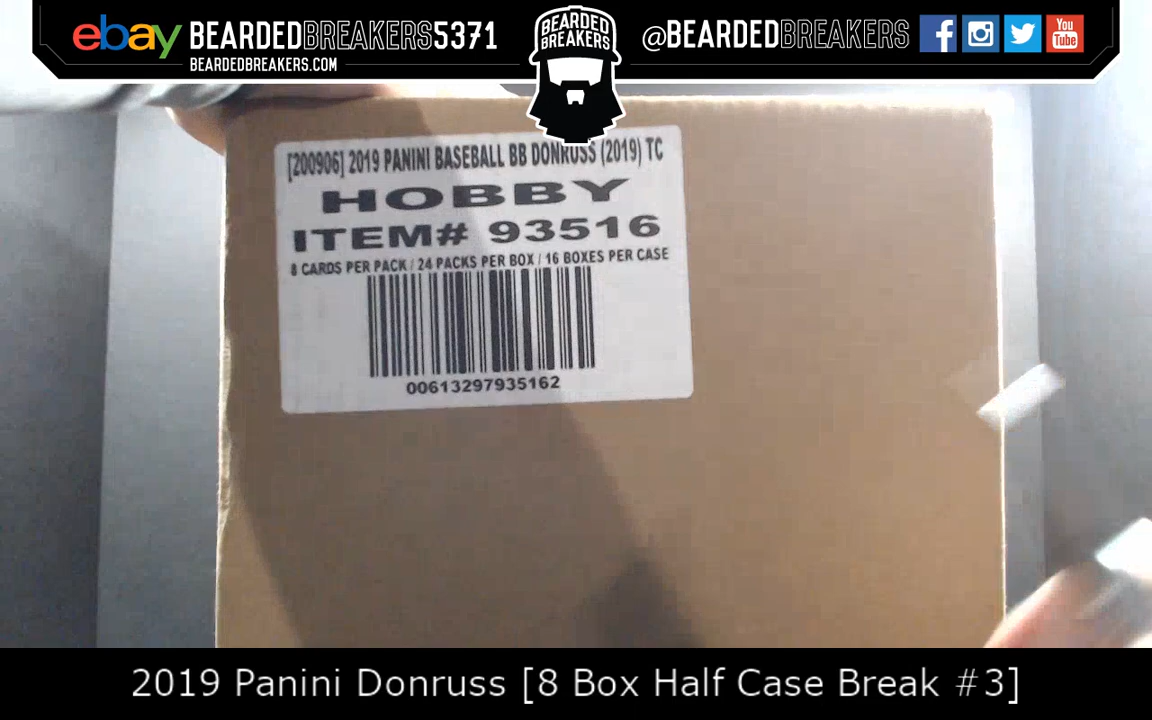 ebay BEARDEDBREAKERS5371
BEARDEDBREAKERS.COM
BEARDED
BREAKERS
@BEARDEDBREAKERS
You
Tube
[200906] 2019 PANINI BASEBALL BB DONRUSS (2019) TC
HOBBY
ITEM# 93516
8 CARDS PER PACK / 24 PACKS PER BOX / 16 BOXES PER CASE
00613297935162
2019 Panini Donruss [8 Box Half Case Break #3]